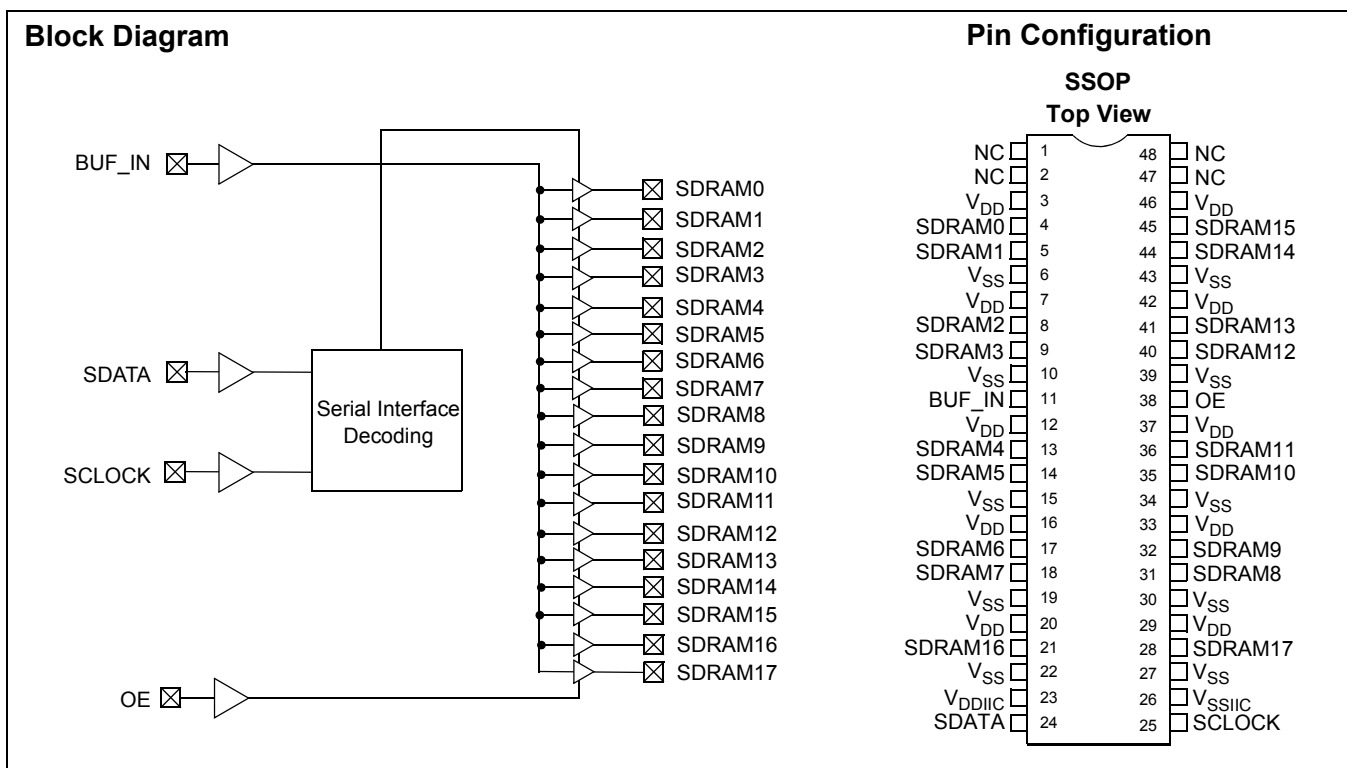 Block Diagram
Pin Configuration
SSOP
Top View
BUF_IN
SDATA
SCLOCK
OE
Serial Interface
Decoding
SDRAM0
SDRAM1
SDRAM2
SDRAM3
SDRAM4
SDRAM5
SDRAM6
SDRAM7
SDRAM8
SDRAM9
SDRAM10
SDRAM11
SDRAM12
SDRAM13
SDRAM14
SDRAM15
SDRAM16
SDRAM17
NC 1 48 NC
NC 2 47 NC
VDD 3 46 VDD
SDRAM0 4 45 SDRAM15
SDRAM1 5 44 SDRAM14
VSS 6 43 VSS
VDD 7 42 VDD
SDRAM2 8 41 SDRAM13
SDRAM3 9 40 SDRAM12
VSS 10 39 VSS
BUF_IN 11 38 OE
VDD 12 37 VDD
SDRAM4 13 36 SDRAM11
SDRAM5 14 35 SDRAM10
VSS 15 34 VSS
VDD 16 33 VDD
SDRAM6 17 32 SDRAM9
SDRAM7 18 31 SDRAM8
VSS 19 30 VSS
VDD 20 29 VDD
SDRAM16 21 28 SDRAM17
VSS 22 27 VSS
VDDIIC 23 26 VSSIIC
SDATA 24 25 SCLOCK